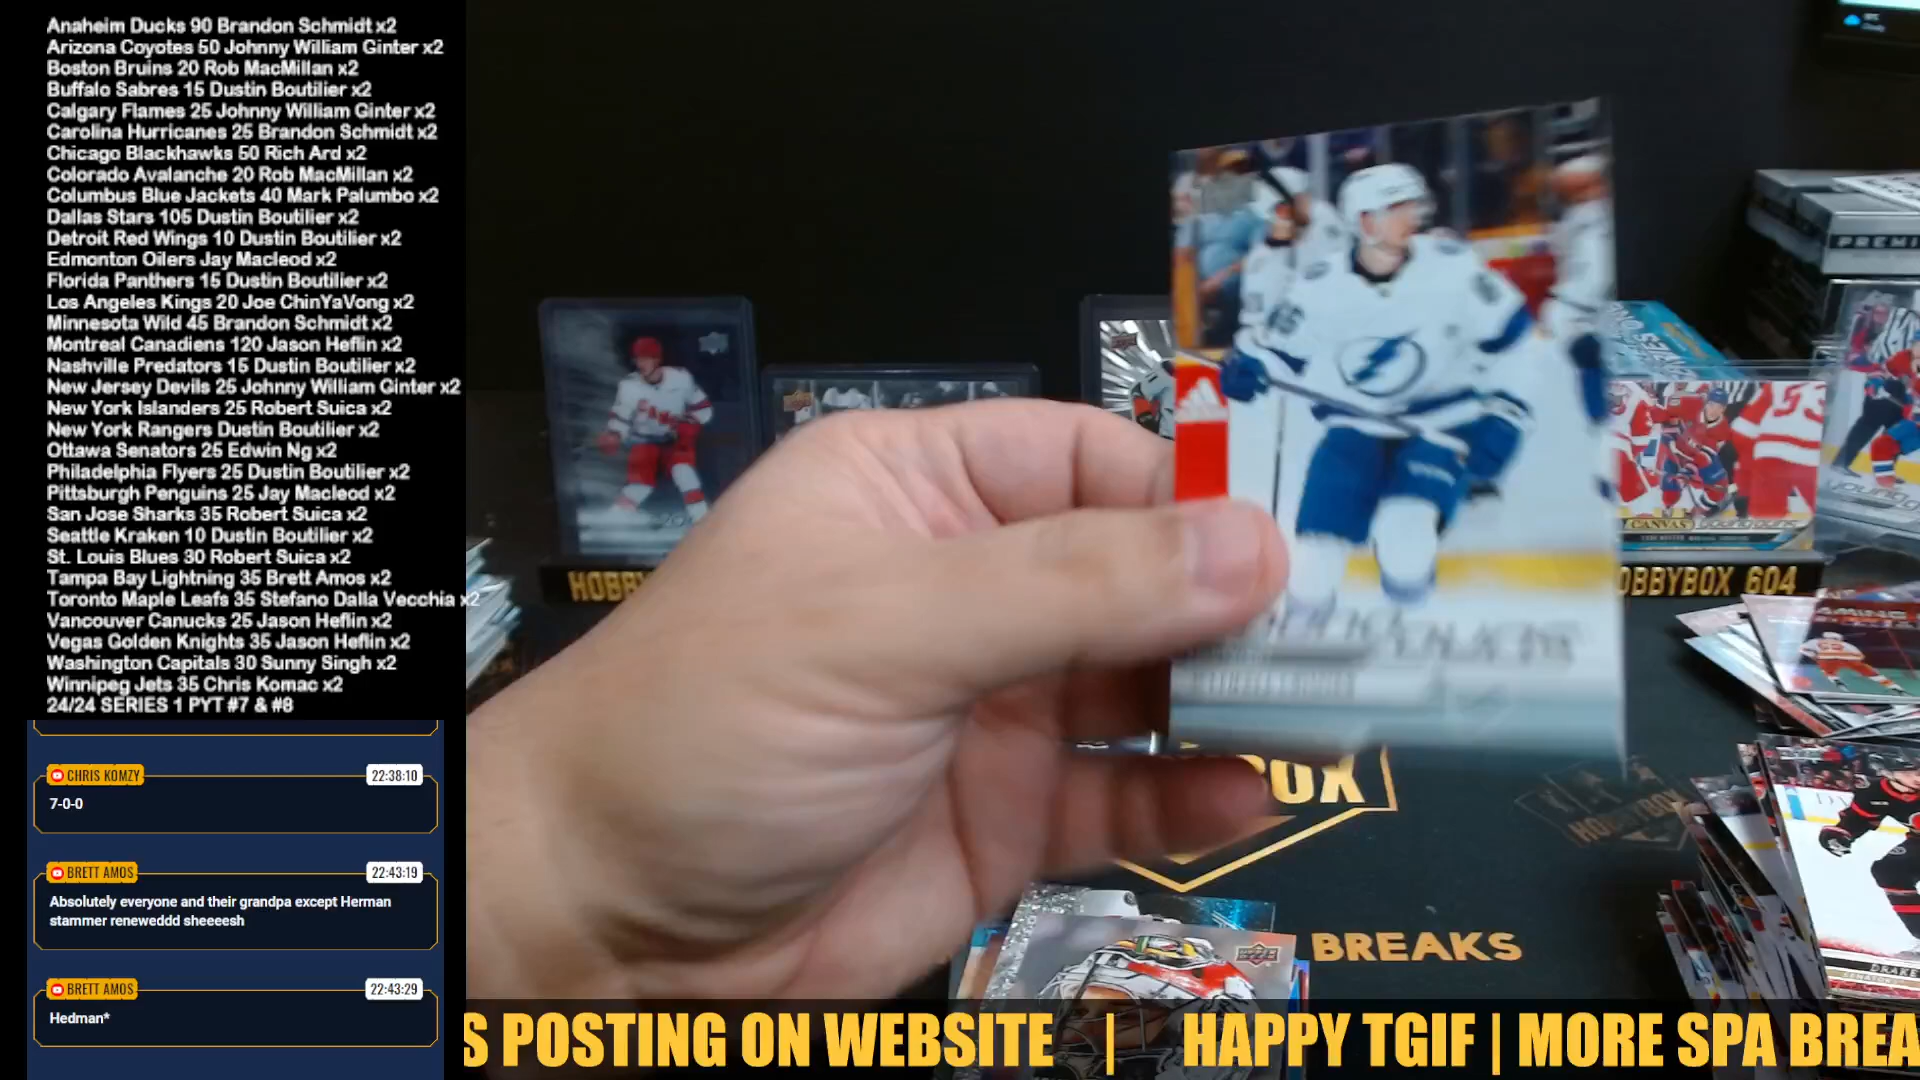 Anaheim Ducks 90 Brandon Schmidt x2
Arizona Coyotes 50 Johnny William Ginter x2
Boston Bruins 20 Rob MacMillan x2
Buffalo Sabres 15 Dustin Boutilier x2
Calgary Flames 25 Johnny William Ginter x2
Carolina Hurricanes 25 Brandon Schmidt x2
Chicago Blackhawks 50 Rich Ard x2
Colorado Avalanche 20 Rob MacMillan x2
Columbus Blue Jackets 40 Mark Palumbo x2
Dallas Stars 105 Dustin Boutilier x2
Detroit Red Wings 10 Dustin Boutilier x2
Edmonton Oilers Jay Macleod x2
Florida Panthers 15 Dustin Boutilier x2
Los Angeles Kings 20 Joe ChinYaVong x2
Minnesota Wild 45 Brandon Schmidt x2
Montreal Canadiens 120 Jason Heflin x2
Nashville Predators 15 Dustin Boutilier x2
New Jersey Devils 25 Johnny William Ginter x2
New York Islanders 25 Robert Suica x2
New York Rangers Dustin Boutilier x2
Ottawa Senators 25 Edwin Ng x2
Philadelphia Flyers 25 Dustin Boutilier x2
Pittsburgh Penguins 25 Jay Macleod x2
San Jose Sharks 35 Robert Suica x2
Seattle Kraken 10 Dustin Boutilier x2
St. Louis Blues 30 Robert Suica x2
Tampa Bay Lightning 35 Brett Amos x2
Toronto Maple Leafs 35 Stefano Dalla Vecchia x2
Vancouver Canucks 25 Jason Heflin x2
Vegas Golden Knights 35 Jason Heflin x2
Washington Capitals 30 Sunny Singh x2
Winnipeg Jets 35 Chris Komac x2
24/24 SERIES 1 PYT #7 & #8
CHRIS KOMZY 22:38:10
7-0-0
BRETT AMOS 22:43:19
Absolutely everyone and their grandpa except Herman
stammer reneweddd sheeeesh
BRETT AMOS 22:43:29
Hedman*
PREMI
CANVAS
HOBBY
OBBYBOX 604
BOX
BREAKS
DRAKE
S POSTING ON WEBSITE | HAPPY TGIF | MORE SPA BREA